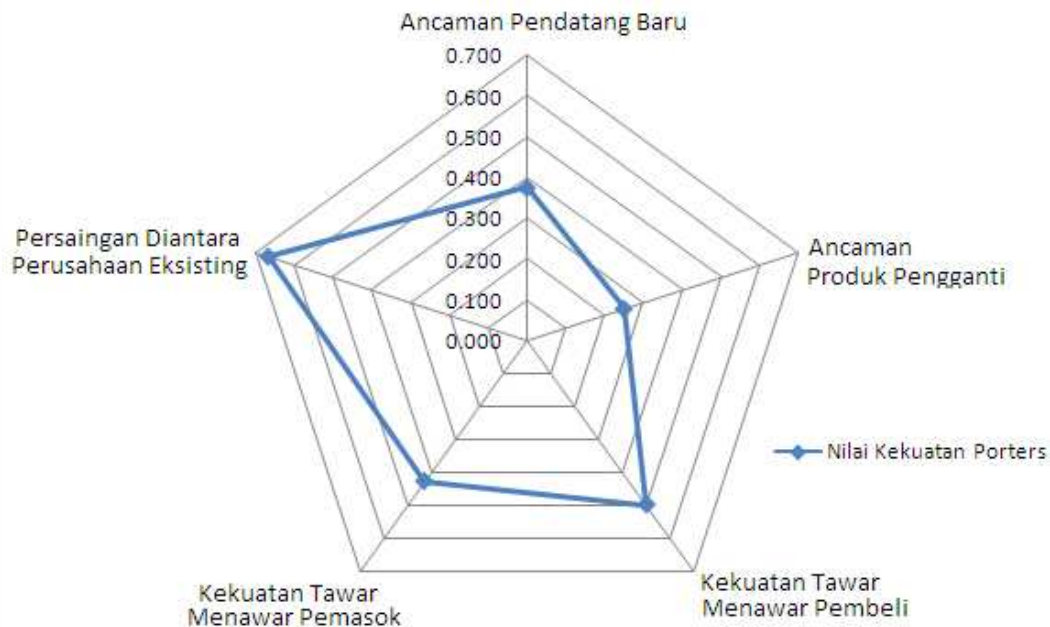 Ancaman Pendatang Baru
0.700
0.600
0.500
0.400
0.300
0.200
0.100
0.000
Persaingan Diantara
Perusahaan Eksisting
Ancaman
Produk Pengganti
Nilai Kekuatan Porters
Kekuatan Tawar
Menawar Pemasok
Kekuatan Tawar
Menawar Pembeli